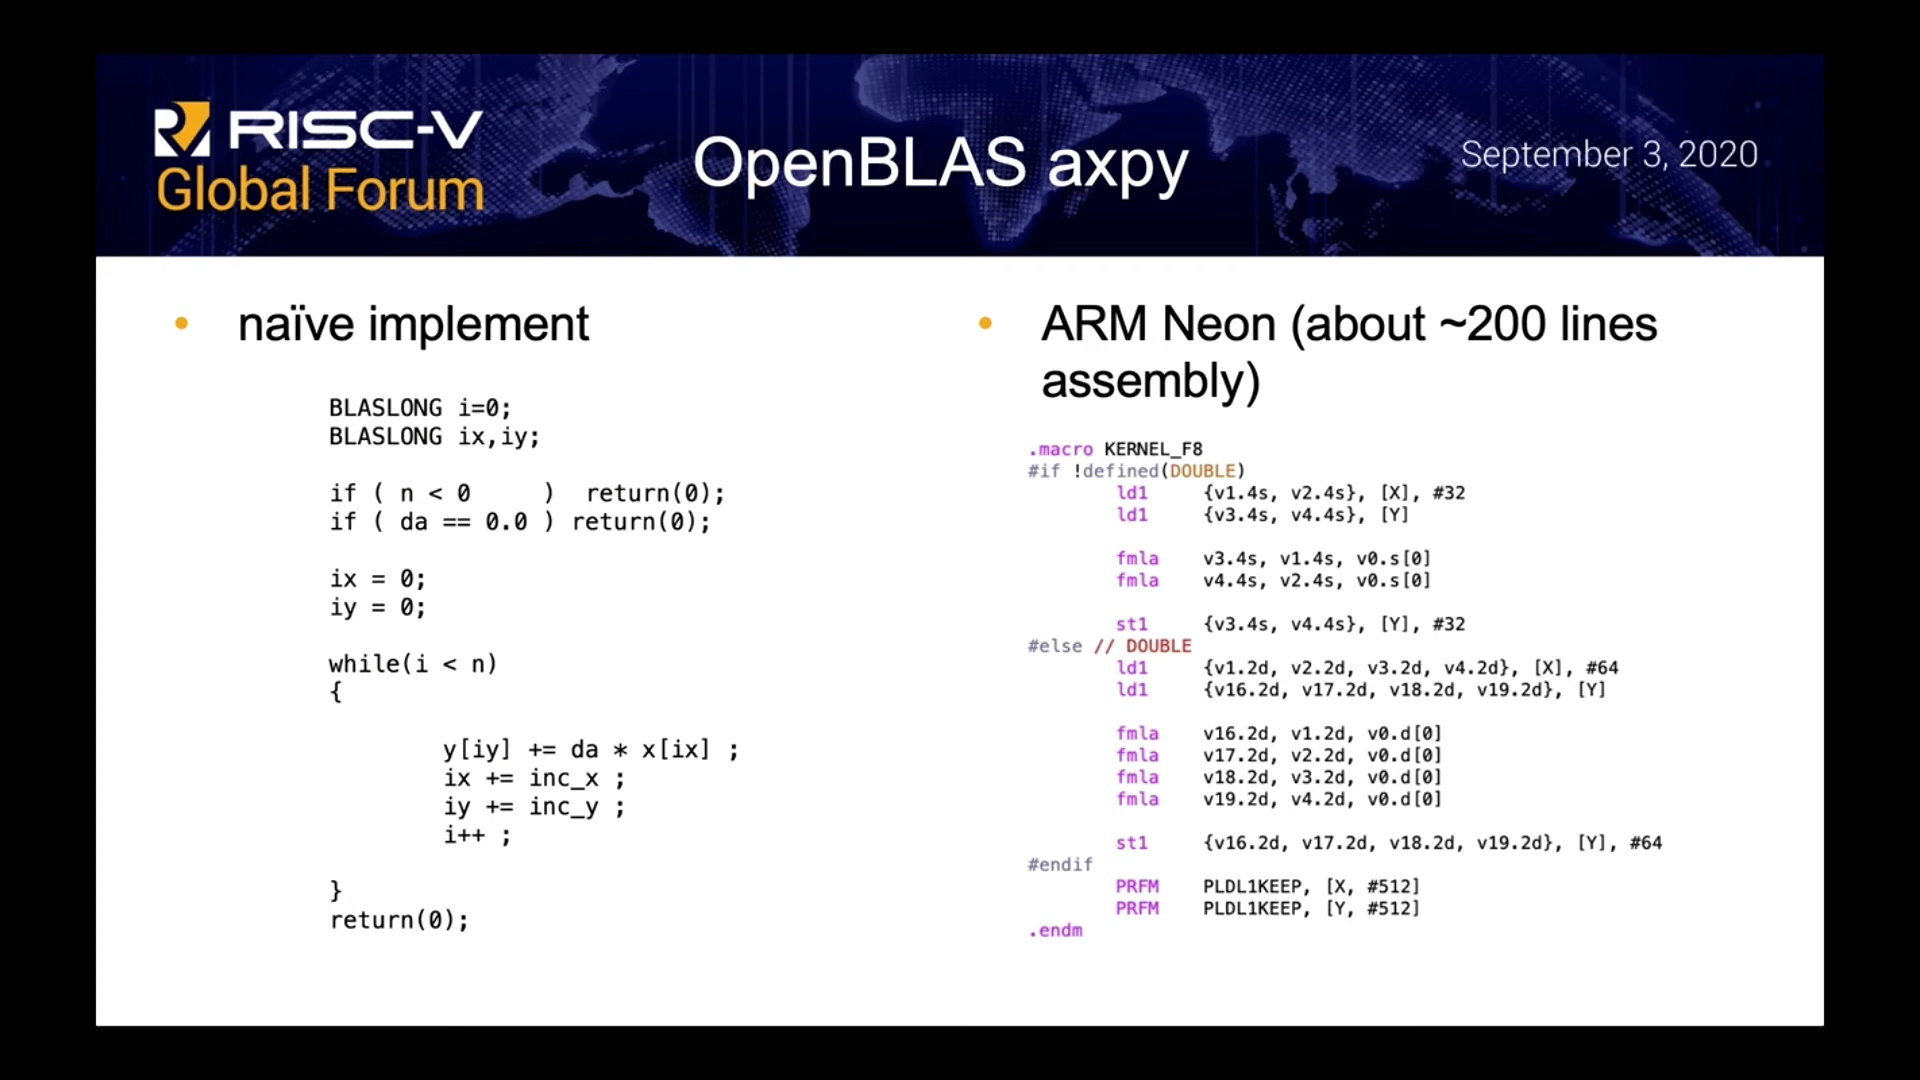 RISC-V
Global Forum
OpenBLAS axpy
September 3, 2020
• naïve implement
BLASLONG i=0;
BLASLONG ix,iy;
if ( n < 0     )  return(0);
if ( da == 0.0 ) return(0);
ix = 0;
iy = 0;
while(i < n)
{
y[iy] += da * x[ix] ;
ix += inc_x ;
iy += inc_y ;
i++ ;
}
return(0);
• ARM Neon (about ~200 lines
assembly)
.macro KERNEL_F8
#if !defined(DOUBLE)
ld1     {v1.4s, v2.4s}, [X], #32
ld1     {v3.4s, v4.4s}, [Y]
fmla    v3.4s, v1.4s, v0.s[0]
fmla    v4.4s, v2.4s, v0.s[0]
st1     {v3.4s, v4.4s}, [Y], #32
#else // DOUBLE
ld1     {v1.2d, v2.2d, v3.2d, v4.2d}, [X], #64
ld1     {v16.2d, v17.2d, v18.2d, v19.2d}, [Y]
fmla    v16.2d, v1.2d, v0.d[0]
fmla    v17.2d, v2.2d, v0.d[0]
fmla    v18.2d, v3.2d, v0.d[0]
fmla    v19.2d, v4.2d, v0.d[0]
st1     {v16.2d, v17.2d, v18.2d, v19.2d}, [Y], #64
#endif
PRFM    PLDL1KEEP, [X, #512]
PRFM    PLDL1KEEP, [Y, #512]
.endm